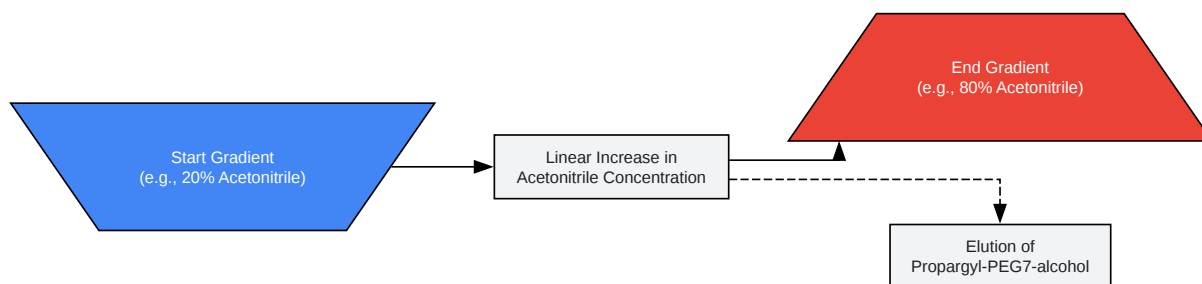 Start Gradient
(e.g., 20% Acetonitrile)
Linear Increase in
Acetonitrile Concentration
End Gradient
(e.g., 80% Acetonitrile)
Elution of
Propargyl-PEG7-alcohol